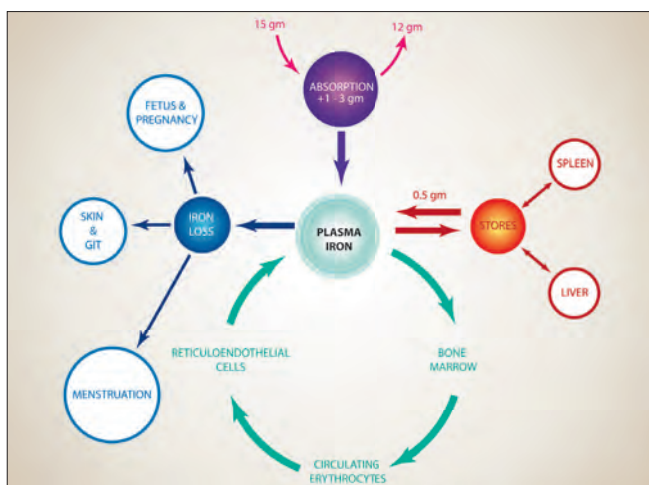 15 gm
12 gm
ABSORPTION
+1 - 3 gm
FETUS &
PREGNANCY
SPLEEN
0.5 gm
SKIN
&
GIT
IRON
LOSS
PLASMA
IRON
STORES
LIVER
RETICULOENDOTHELIAL
CELLS
BONE
MARROW
MENSTRUATION
CIRCULATING
ERYTHROCYTES